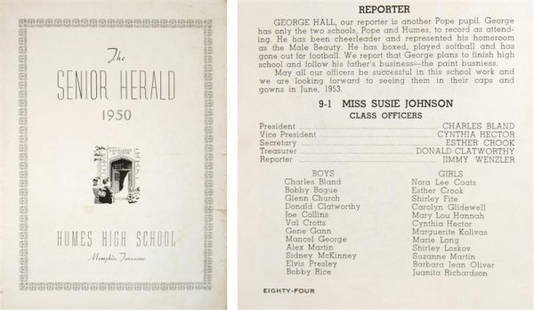 The
SENIOR HERALD
1950
HUMES HIGH SCHOOL
Memphis, Tennessee
REPORTER
GEORGE HALL, our reporter is another Pope pupil. George
has only the two schools, Pope and Humes, to record as attend-
ing. He has been cheerleader and represented his homeroom
as the Male Beauty. He has boxed, played softball and has
gone out for football. We report that George plans to finish high
school and follow his father's business—the paint busniess.
May all our officers be successful in this school work and
we are looking forward to seeing them in their caps and
gowns in June, 1953.
9-1 MISS SUSIE JOHNSON
CLASS OFFICERS
President CHARLES BLAND
Vice President CYNTHIA HECTOR
Secretary ESTHER CROOK
Treasurer DONALD CLATWORTHY
Reporter JIMMY WENZLER
BOYS
Charles Bland
Bobby Bogue
Glenn Church
Donald Clatworthy
Joe Collins
Val Crotts
Gene Gann
Mancel George
Alex Martin
Sidney McKinney
Elvis Presley
Bobby Rice
GIRLS
Nora Lee Coats
Esther Crook
Shirley Fite
Carolyn Glidewell
Mary Lou Hannah
Cynthia Hector
Marguerite Kolivas
Marie Long
Shirley Loskov
Suzanne Martin
Barbara Jean Oliver
Juanita Richardson
EIGHTY-FOUR